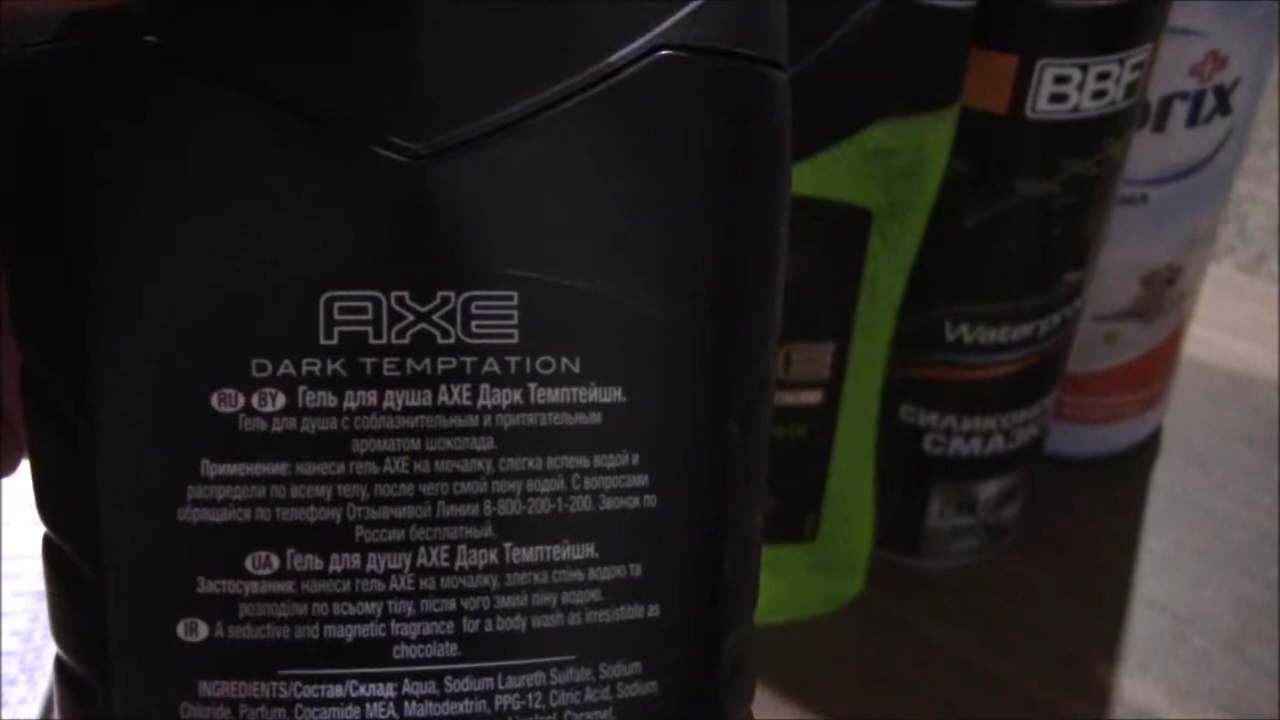 AXE
DARK TEMPTATION
RU BY Гель для душа AXE Дарк Темптейшн.
Гель для душа с соблазнительным и притягательным
ароматом шоколада.
Применение: нанеси гель AXE на мочалку, слегка вспень водой и
распредели по всему телу, после чего смой пену водой. С вопросами
обращайся по телефону Отзывчивой Линии 8-800-200-1-200. Звонок по
России бесплатный.
UA Гель для душу AXE Дарк Темптейшн.
Застосування: нанеси гель AXE на мочалку, злегка спінь водою та
розподіли по всьому тілу, після чого змий піну водою.
IR A seductive and magnetic fragrance for a body wash as irresistible as
chocolate.
INGREDIENTS/Состав/Склад: Aqua, Sodium Laureth Sulfate, Sodium
Chloride, Parfum, Cocamide MEA, Maltodextrin, PPG-12, Citric Acid, Sodium
Caramel,
BBF
rix
Waterpro
СИЛИКОН
СМАЗК